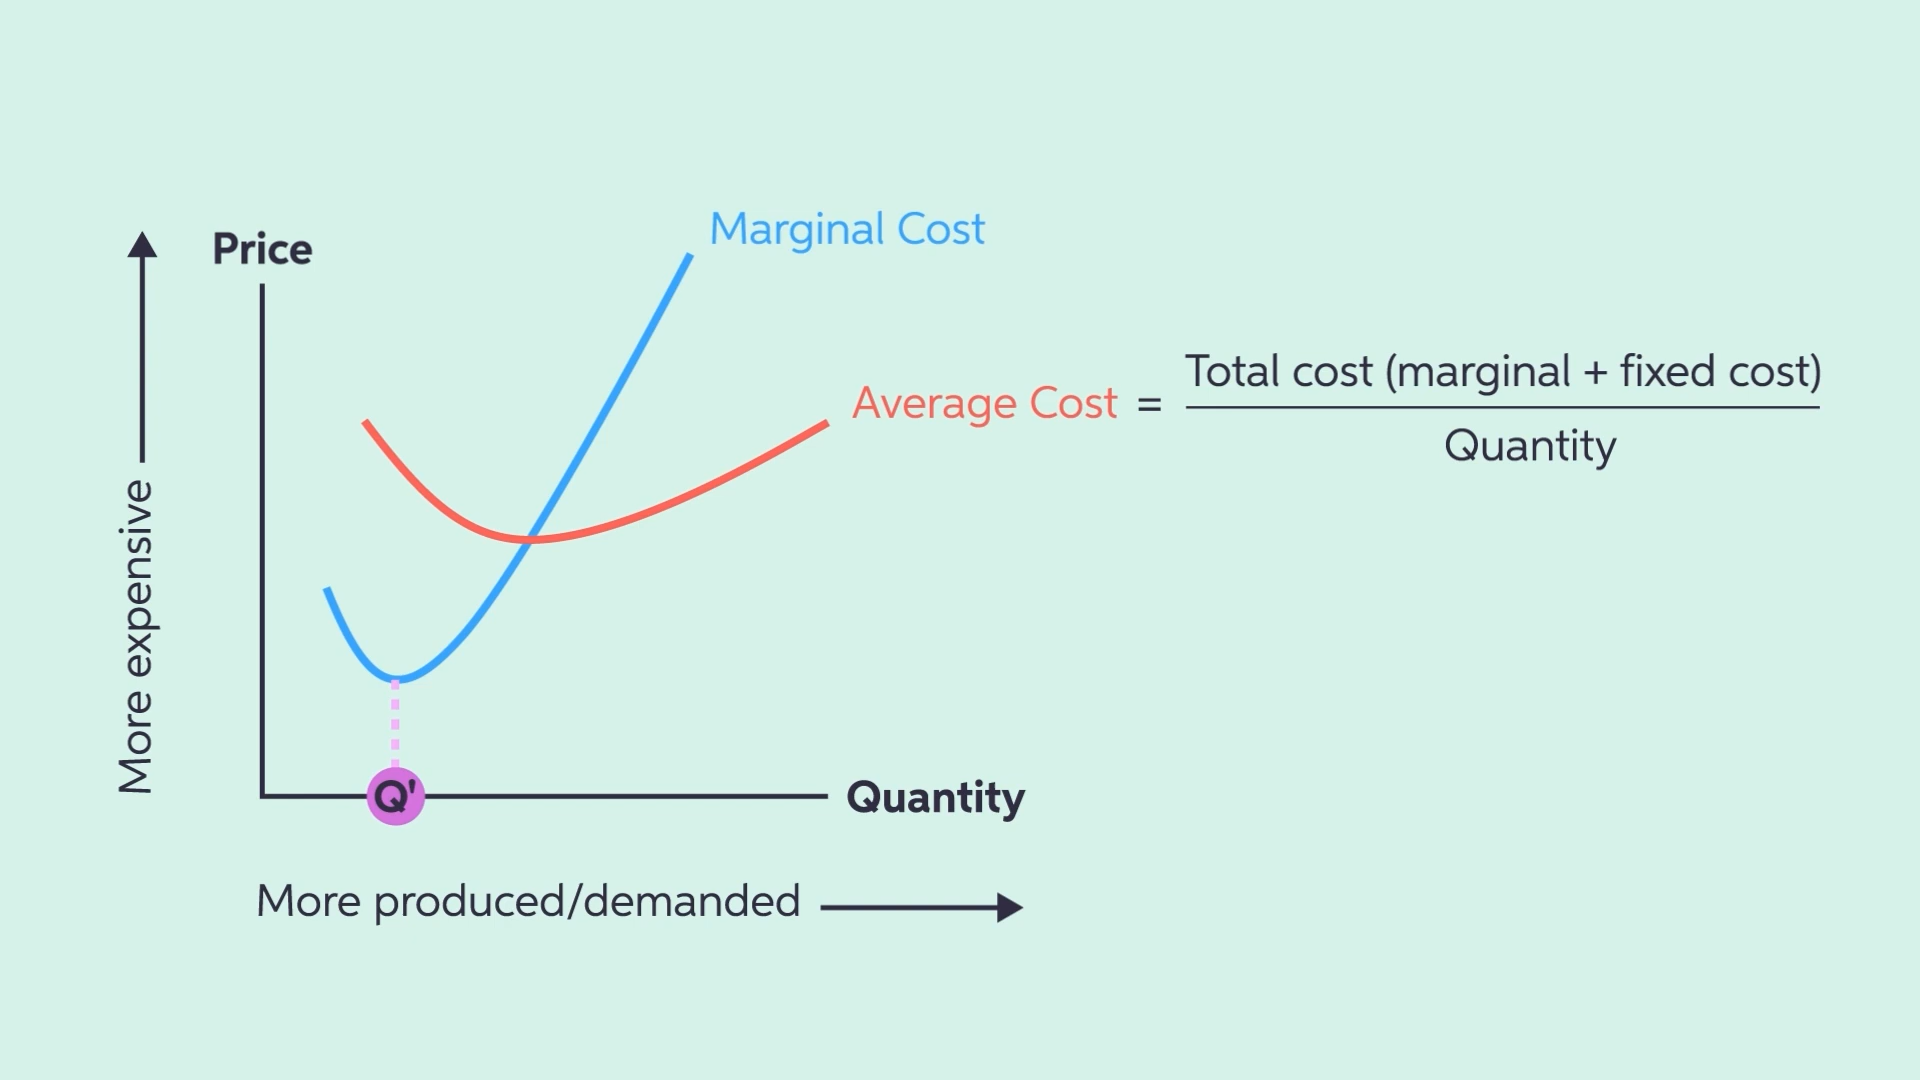 Price
Marginal Cost
More expensive
Average Cost = Total cost (marginal + fixed cost)
Quantity
Q'
Quantity
More produced/demanded